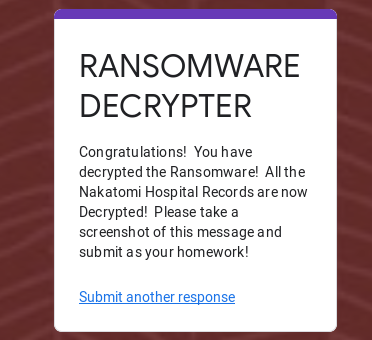 RANSOMWARE
DECRYPTER
Congratulations!  You have
decrypted the Ransomware!  All the
Nakatomi Hospital Records are now
Decrypted!  Please take a
screenshot of this message and
submit as your homework!
Submit another response